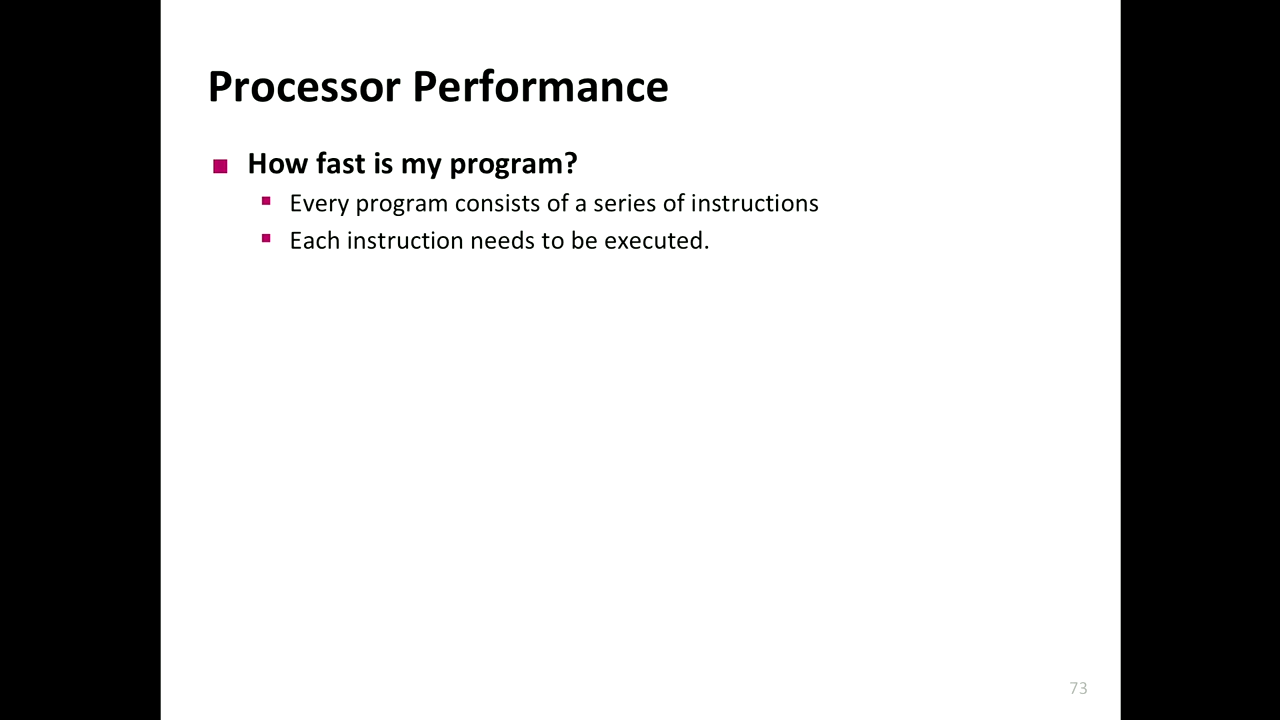 Processor Performance
How fast is my program?
Every program consists of a series of instructions
Each instruction needs to be executed.
73